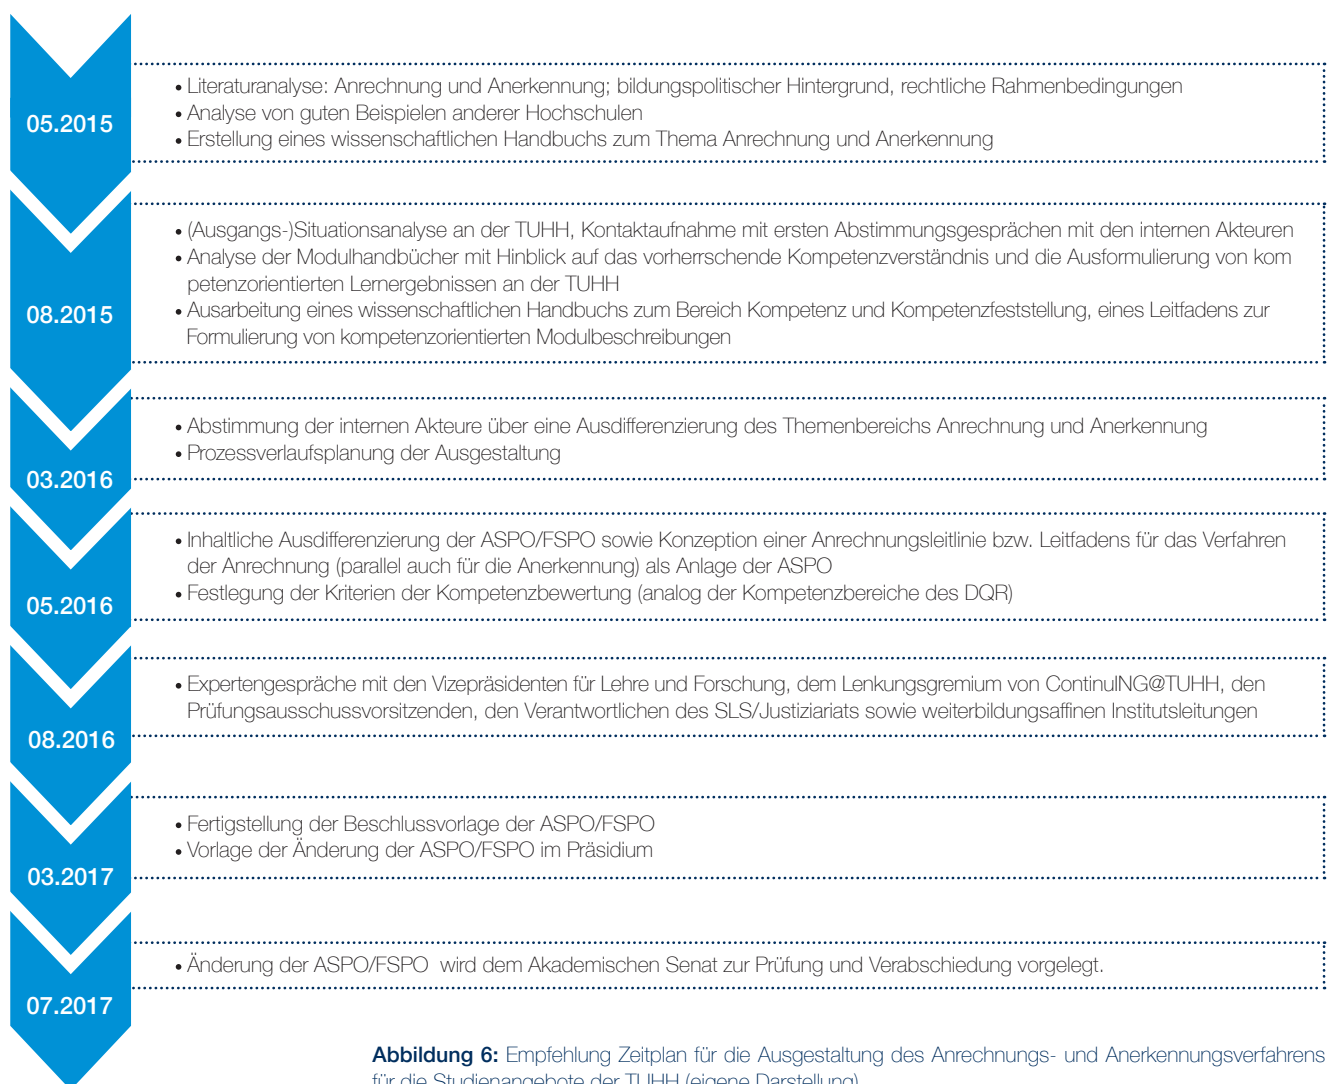 05.2015
• Literaturanalyse: Anrechnung und Anerkennung; bildungspolitischer Hintergrund, rechtliche Rahmenbedingungen
• Analyse von guten Beispielen anderer Hochschulen
• Erstellung eines wissenschaftlichen Handbuchs zum Thema Anrechnung und Anerkennung
08.2015
• (Ausgangs-)Situationsanalyse an der TUHH, Kontaktaufnahme mit ersten Abstimmungsgesprächen mit den internen Akteuren
• Analyse der Modulhandbücher mit Hinblick auf das vorherrschende Kompetenzverständnis und die Ausformulierung von kom
petenzorientierten Lernergebnissen an der TUHH
• Ausarbeitung eines wissenschaftlichen Handbuchs zum Bereich Kompetenz und Kompetenzfeststellung, eines Leitfadens zur
Formulierung von kompetenzorientierten Modulbeschreibungen
03.2016
• Abstimmung der internen Akteure über eine Ausdifferenzierung des Themenbereichs Anrechnung und Anerkennung
• Prozessverlaufsplanung der Ausgestaltung
05.2016
• Inhaltliche Ausdifferenzierung der ASPO/FSPO sowie Konzeption einer Anrechnungsleitlinie bzw. Leitfadens für das Verfahren
der Anrechnung (parallel auch für die Anerkennung) als Anlage der ASPO
• Festlegung der Kriterien der Kompetenzbewertung (analog der Kompetenzbereiche des DQR)
08.2016
• Expertengespräche mit den Vizepräsidenten für Lehre und Forschung, dem Lenkungsgremium von ContinuING@TUHH, den
Prüfungsausschussvorsitzenden, den Verantwortlichen des SLS/Justiziariats sowie weiterbildungsaffinen Institutsleitungen
03.2017
• Fertigstellung der Beschlussvorlage der ASPO/FSPO
• Vorlage der Änderung der ASPO/FSPO im Präsidium
07.2017
• Änderung der ASPO/FSPO wird dem Akademischen Senat zur Prüfung und Verabschiedung vorgelegt.
Abbildung 6: Empfehlung Zeitplan für die Ausgestaltung des Anrechnungs- und Anerkennungsverfahrens
für die Studienangebote der TUHH (eigene Darstellung)